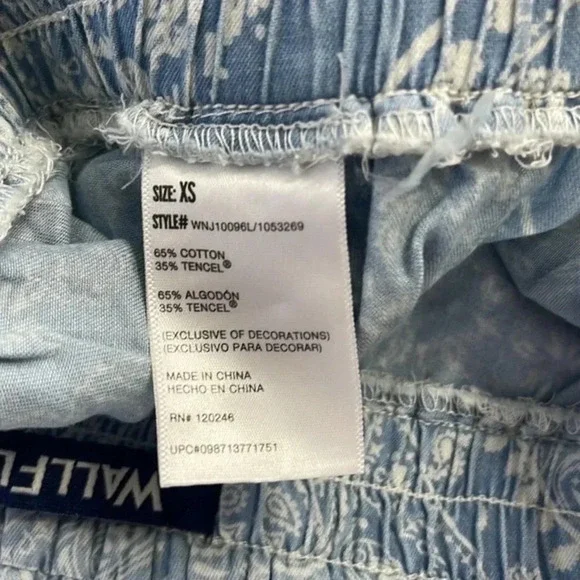 SIZE: XS
STYLE# WNJ10096L/1053269
65% COTTON
35% TENCEL®
65% ALGODÓN
35% TENCEL®
(EXCLUSIVE OF DECORATIONS)
(EXCLUSIVO PARA DECORAR)
MADE IN CHINA
HECHO EN CHINA
RN# 120246
UPC#098713771751
WALLFL